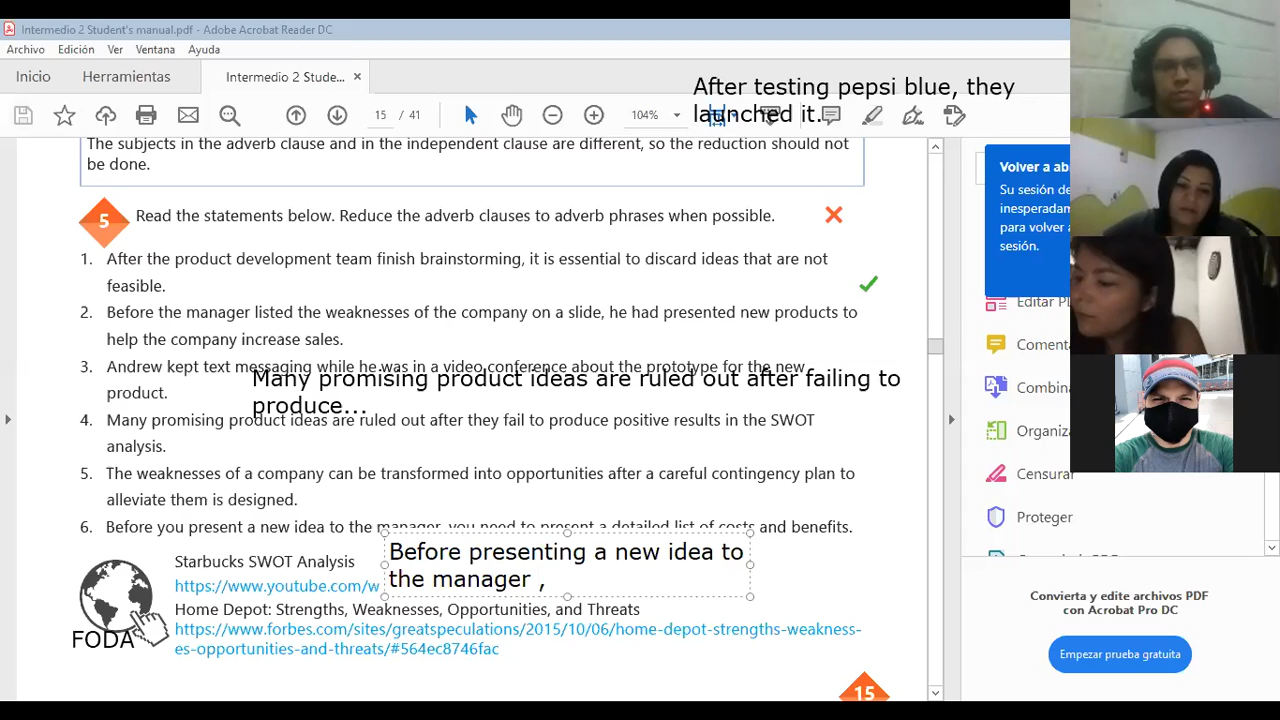 Intermedio 2 Student's manual.pdf - Adobe Acrobat Reader DC
Archivo Edición Ver Ventana Ayuda
Inicio Herramientas Intermedio 2 Stude... ×
After testing pepsi blue, they
launched it.
15 / 41 104%
The subjects in the adverb clause and in the independent clause are different, so the reduction should not
be done.
5 Read the statements below. Reduce the adverb clauses to adverb phrases when possible.
1. After the product development team finish brainstorming, it is essential to discard ideas that are not
feasible.
2. Before the manager listed the weaknesses of the company on a slide, he had presented new products to
help the company increase sales.
3. Andrew kept text messaging while he was in a video conference about the prototype for the new
product.
Many promising product ideas are ruled out after failing to
produce...
4. Many promising product ideas are ruled out after they fail to produce positive results in the SWOT
analysis.
5. The weaknesses of a company can be transformed into opportunities after a careful contingency plan to
alleviate them is designed.
6. Before you present a new idea to the manager, you need to present a detailed list of costs and benefits.
Before presenting a new idea to
the manager ,
Starbucks SWOT Analysis
https://www.youtube.com/w
Home Depot: Strengths, Weaknesses, Opportunities, and Threats
https://www.forbes.com/sites/greatspeculations/2015/10/06/home-depot-strengths-weakness-
es-opportunities-and-threats/#564ec8746fac
FODA
15
Volver a ab
Su sesión de
inesperadam
para volver a
sesión.
Editar P
Comenta
Combina
Organiza
Censurar
Proteger
Convierta y edite archivos PDF
con Acrobat Pro DC
Empezar prueba gratuita